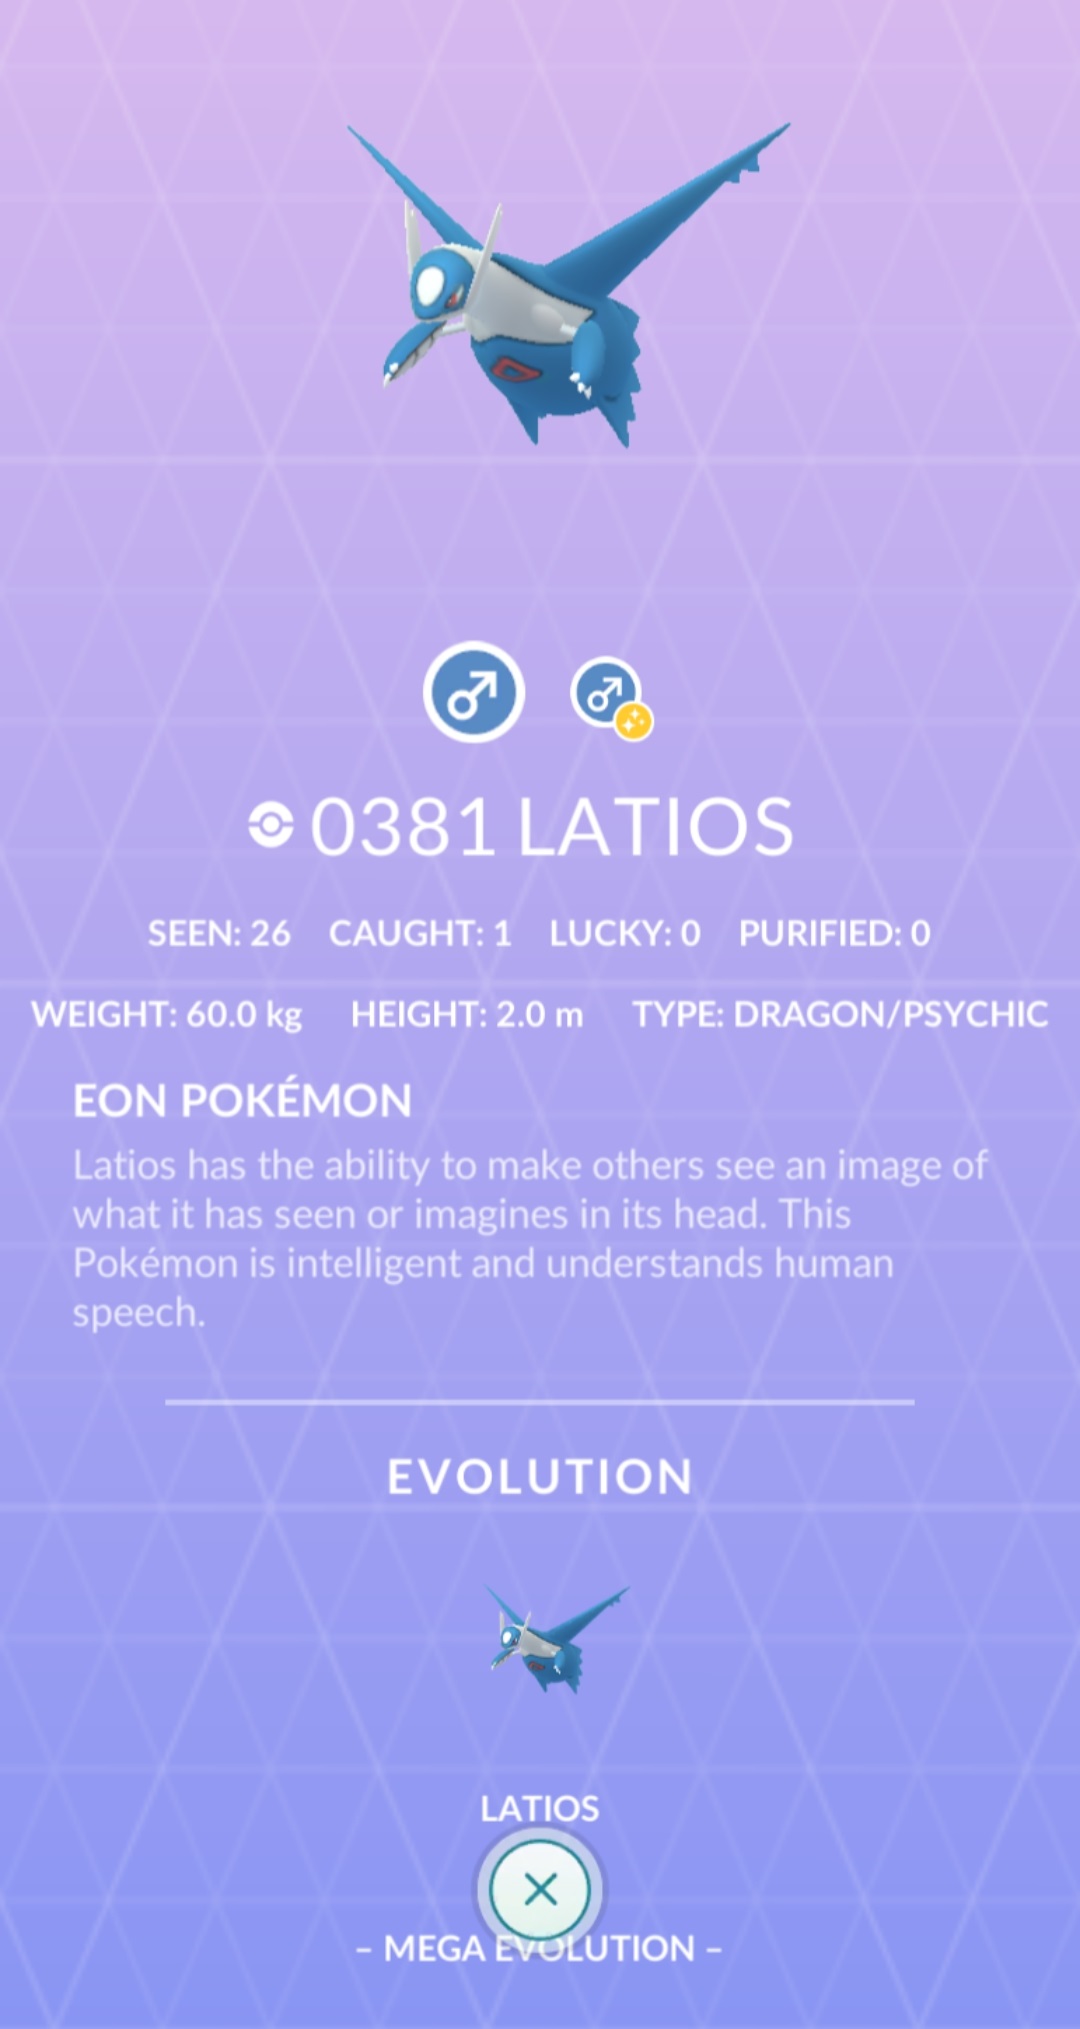 0381 LATIOS
SEEN: 26 CAUGHT: 1 LUCKY: 0 PURIFIED: 0
WEIGHT: 60.0 kg HEIGHT: 2.0 m TYPE: DRAGON/PSYCHIC
EON POKÉMON
Latios has the ability to make others see an image of
what it has seen or imagines in its head. This
Pokémon is intelligent and understands human
speech.
EVOLUTION
LATIOS
– MEGA EVOLUTION –